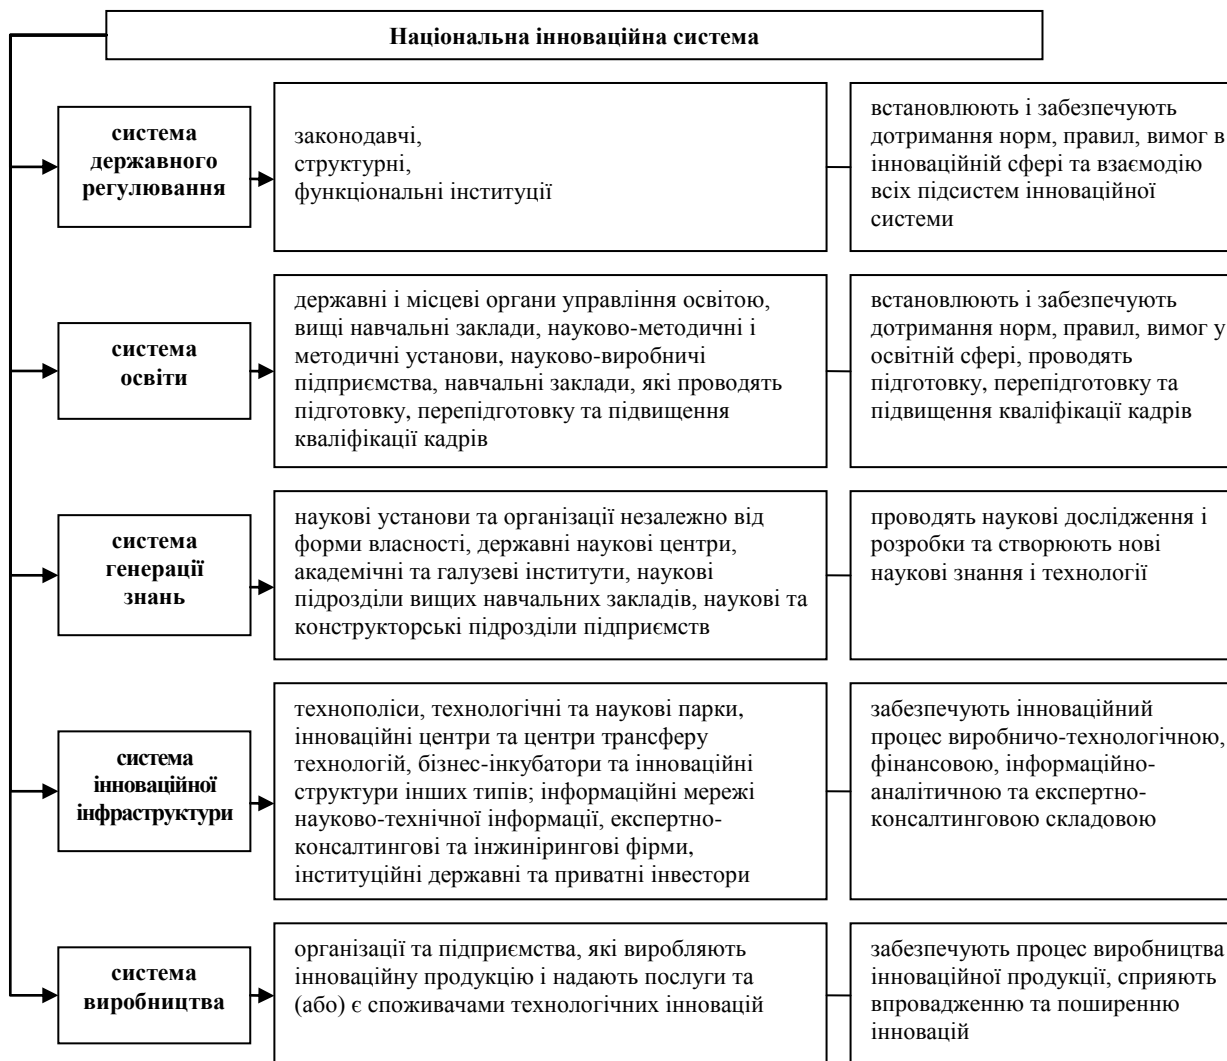 Національна інноваційна система
система
державного
регулювання
законодавчі,
структурні,
функціональні інституції
встановлюють і забезпечують
дотримання норм, правил, вимог в
інноваційній сфері та взаємодію
всіх підсистем інноваційної
системи
система
освіти
державні і місцеві органи управління освітою,
вищі навчальні заклади, науково-методичні і
методичні установи, науково-виробничі
підприємства, навчальні заклади, які проводять
підготовку, перепідготовку та підвищення
кваліфікації кадрів
встановлюють і забезпечують
дотримання норм, правил, вимог у
освітній сфері, проводять
підготовку, перепідготовку та
підвищення кваліфікації кадрів
система
генерації
знань
наукові установи та організації незалежно від
форми власності, державні наукові центри,
академічні та галузеві інститути, наукові
підрозділи вищих навчальних закладів, наукові та
конструкторські підрозділи підприємств
проводять наукові дослідження і
розробки та створюють нові
наукові знання і технології
система
інноваційної
інфраструктури
технополіси, технологічні та наукові парки,
інноваційні центри та центри трансферу
технологій, бізнес-інкубатори та інноваційні
структури інших типів; інформаційні мережі
науково-технічної інформації, експертно-
консалтингові та інжинірингові фірми,
інституційні державні та приватні інвестори
забезпечують інноваційний
процес виробничо-технологічною,
фінансовою, інформаційно-
аналітичною та експертно-
консалтинговою складовою
система
виробництва
організації та підприємства, які виробляють
інноваційну продукцію і надають послуги та
(або) є споживачами технологічних інновацій
забезпечують процес виробництва
інноваційної продукції, сприяють
впровадженню та поширенню
інновацій